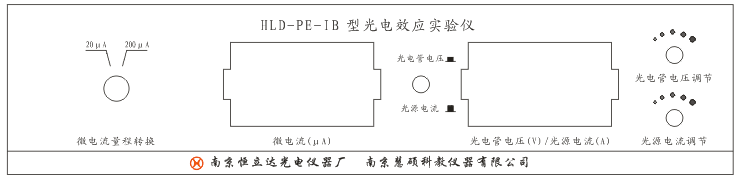 HLD-PE-IB 型光电效应实验仪
20μA 200μA
光电管电压
光电管电压调节
光源电流
微电流量程转换 微电流(μA) 光电管电压(V)/光源电流(A) 光源电流调节
南京恒立达光电仪器厂 南京慧硕科教仪器有限公司